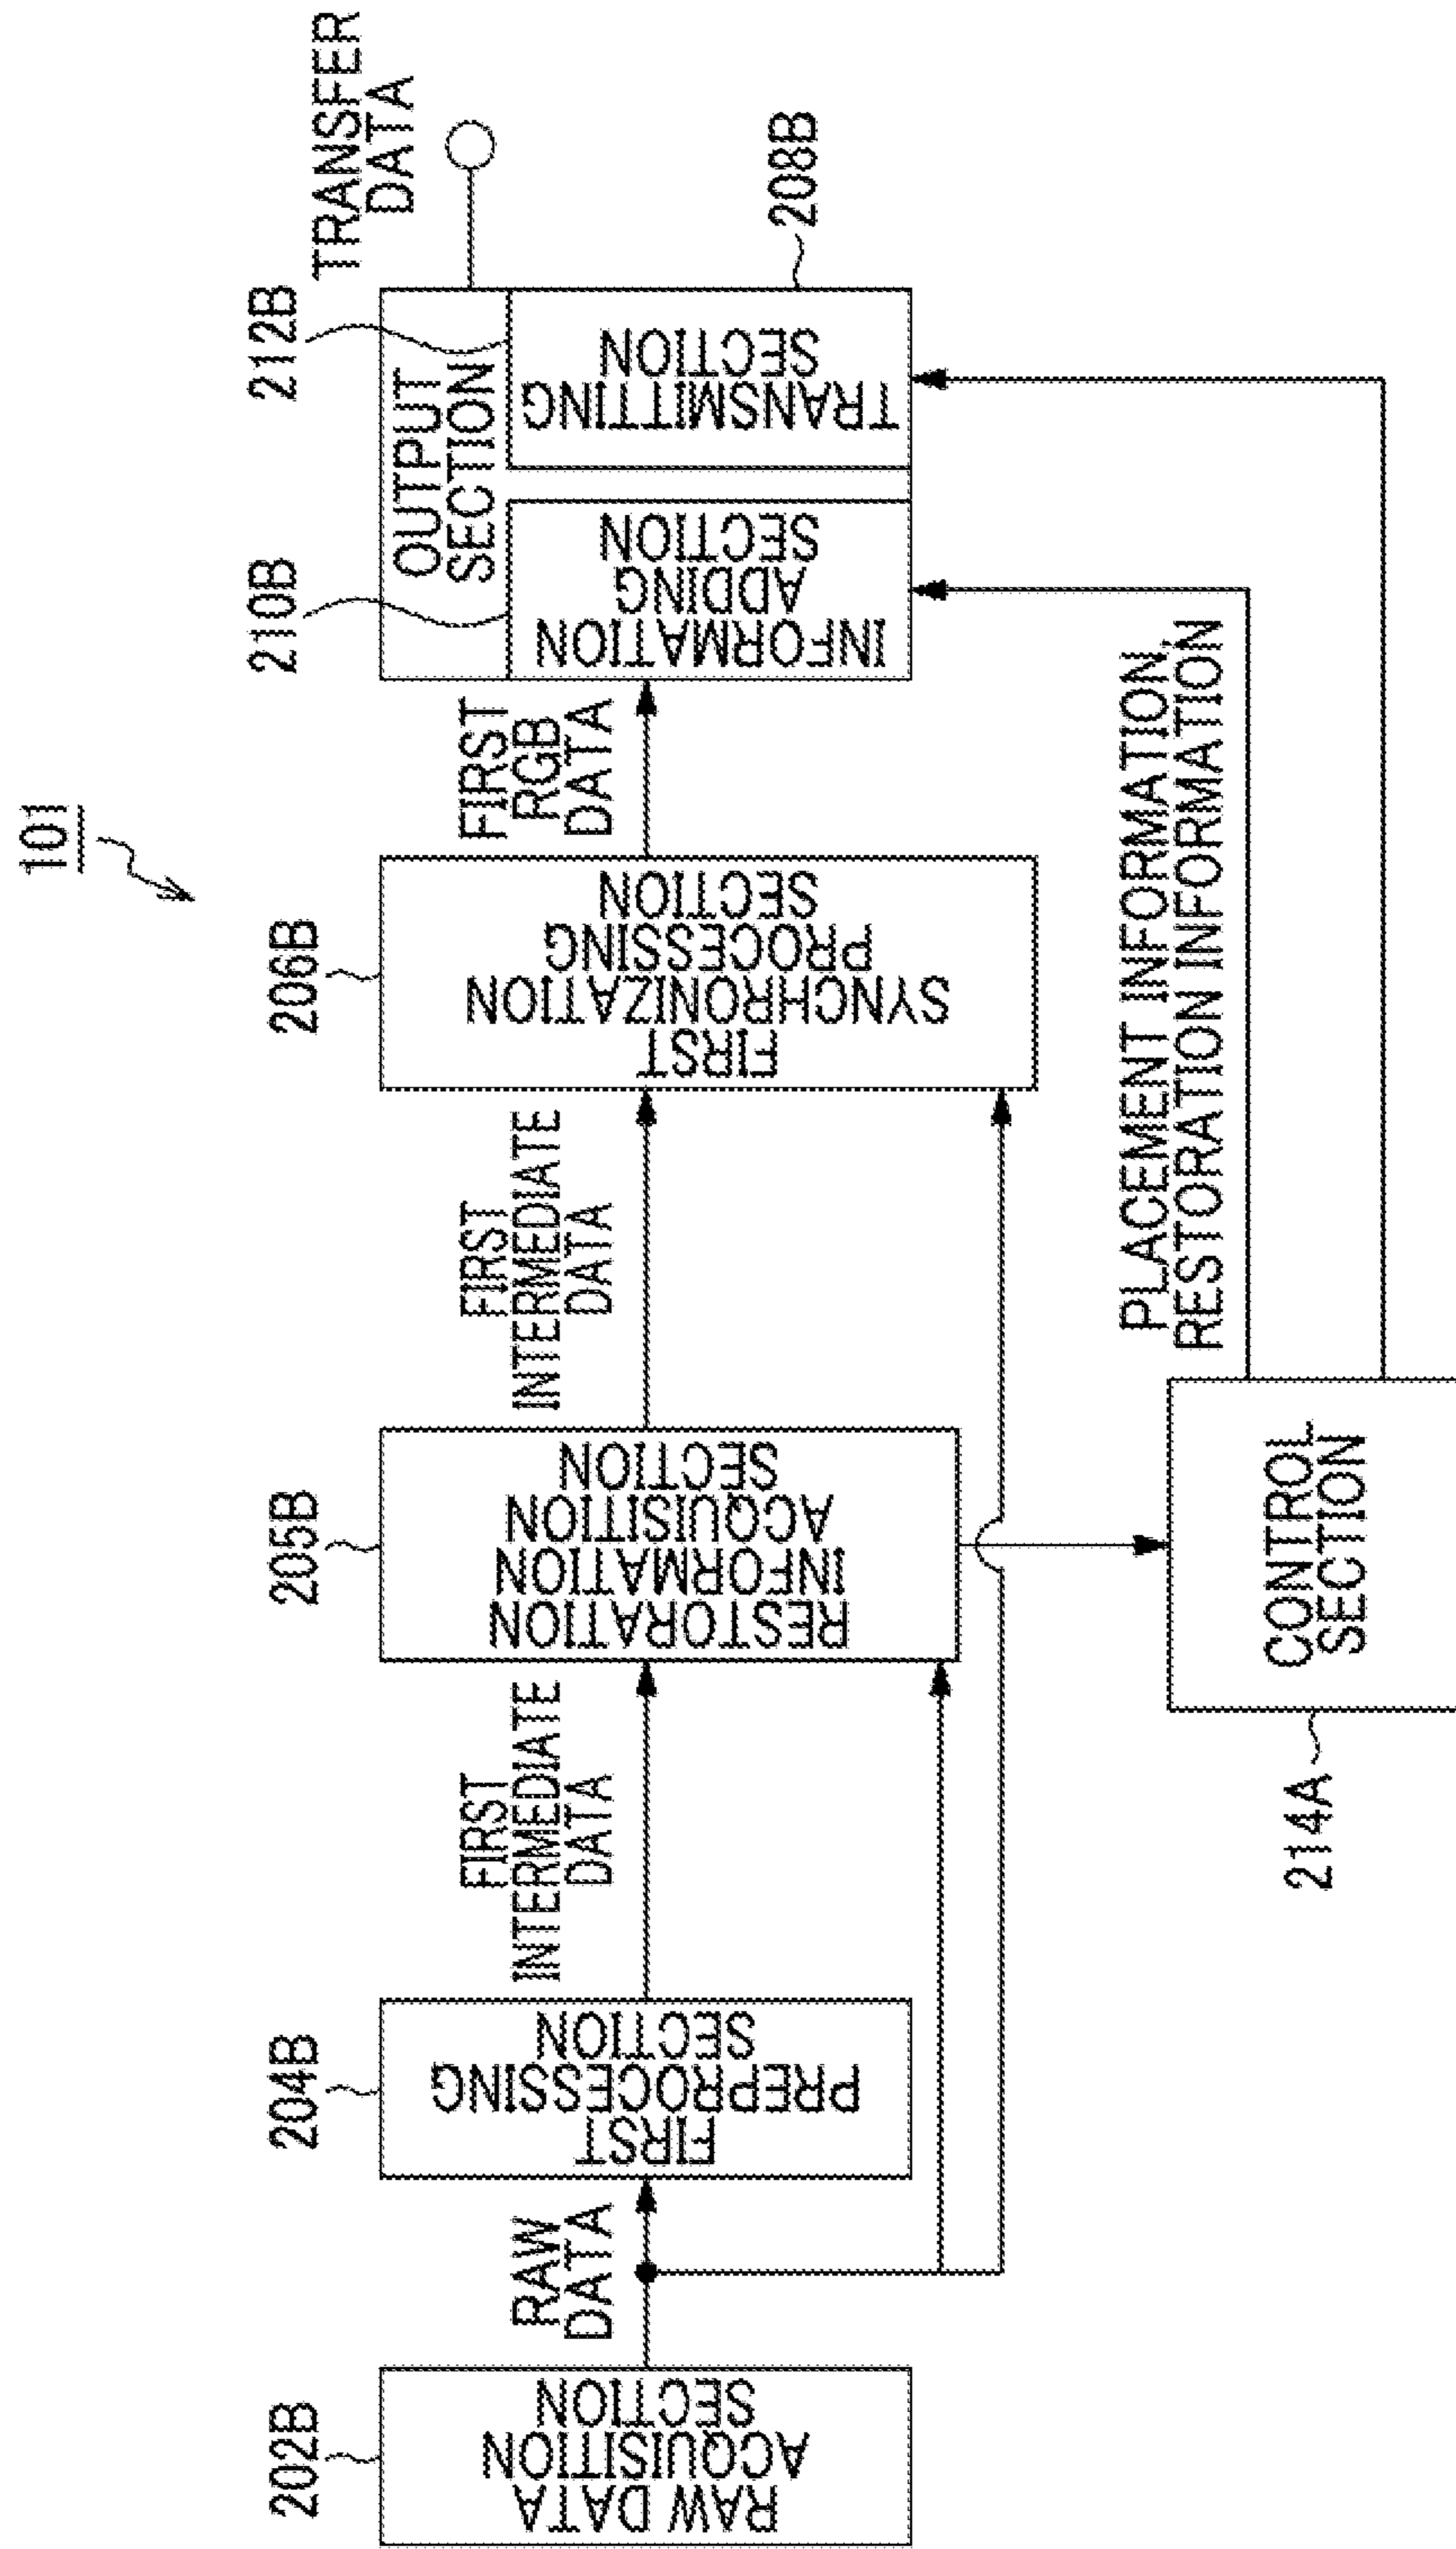 101
202B
RAW DATA
ACQUISITION
SECTION
RAW
DATA
204B
FIRST
PREPROCESSING
SECTION
FIRST
INTERMEDIATE
DATA
205B
RESTORATION
INFORMATION
ACQUISITION
SECTION
FIRST
INTERMEDIATE
DATA
206B
FIRST
SYNCHRONIZATION
PROCESSING
SECTION
FIRST
RGB
DATA
210B
212B
OUTPUT
SECTION
INFORMATION
ADDING
SECTION
TRANSMITTING
SECTION
208B
TRANSFER
DATA
PLACEMENT INFORMATION,
RESTORATION INFORMATION
214A
CONTROL
SECTION